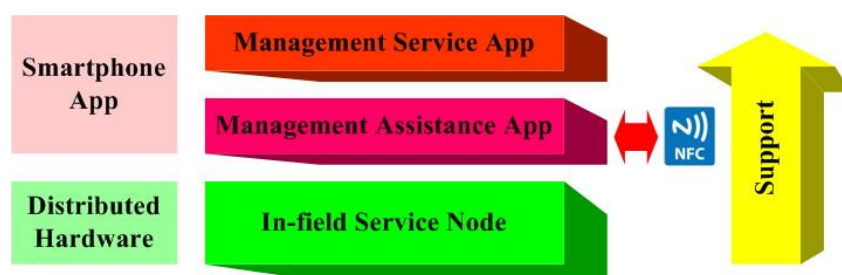 Smartphone
App
Management Service App
Management Assistance App
NFC
Support
Distributed
Hardware
In-field Service Node